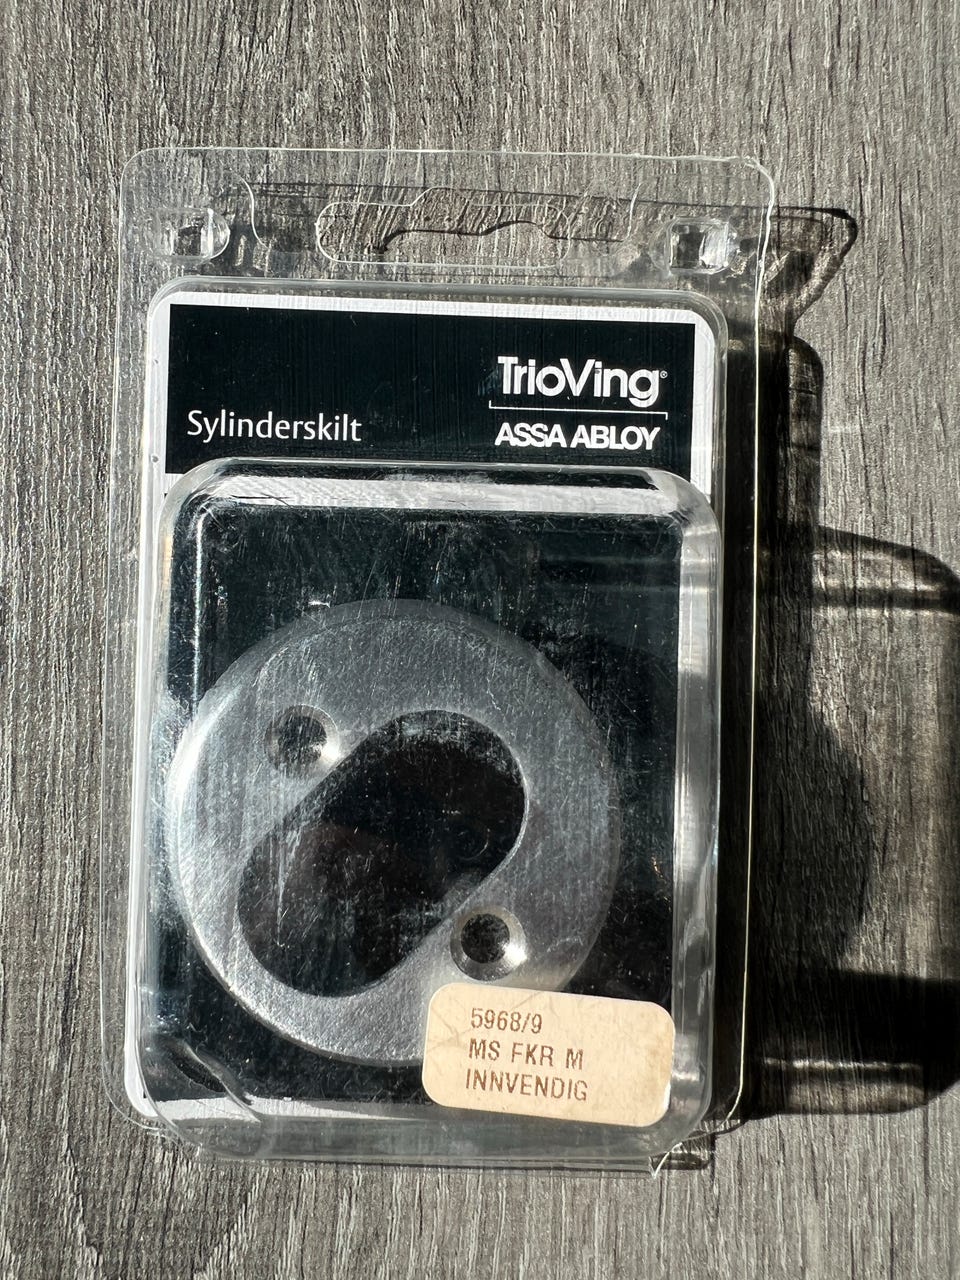 TrioVing®
Sylinderskilt
ASSA ABLOY
5968/9
MS FKR M
INNVENDIG